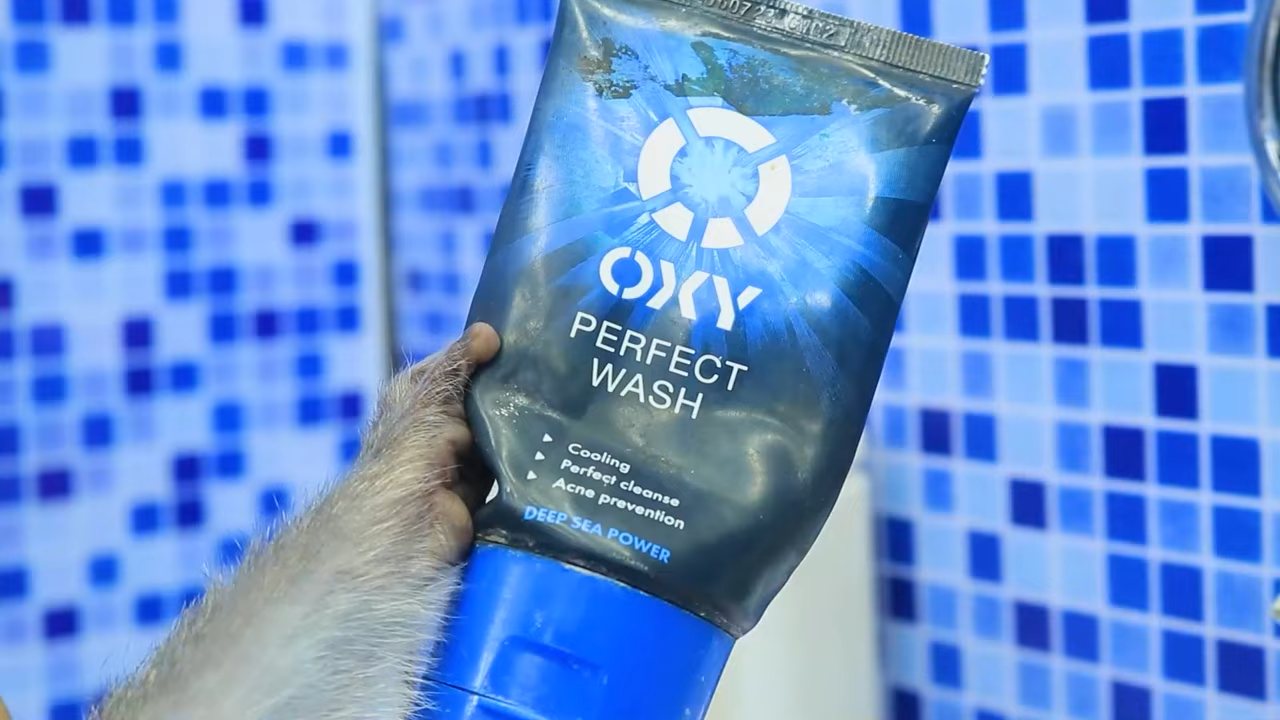 OXY
PERFECT
WASH
Cooling
Perfect cleanse
Acne prevention
DEEP SEA POWER